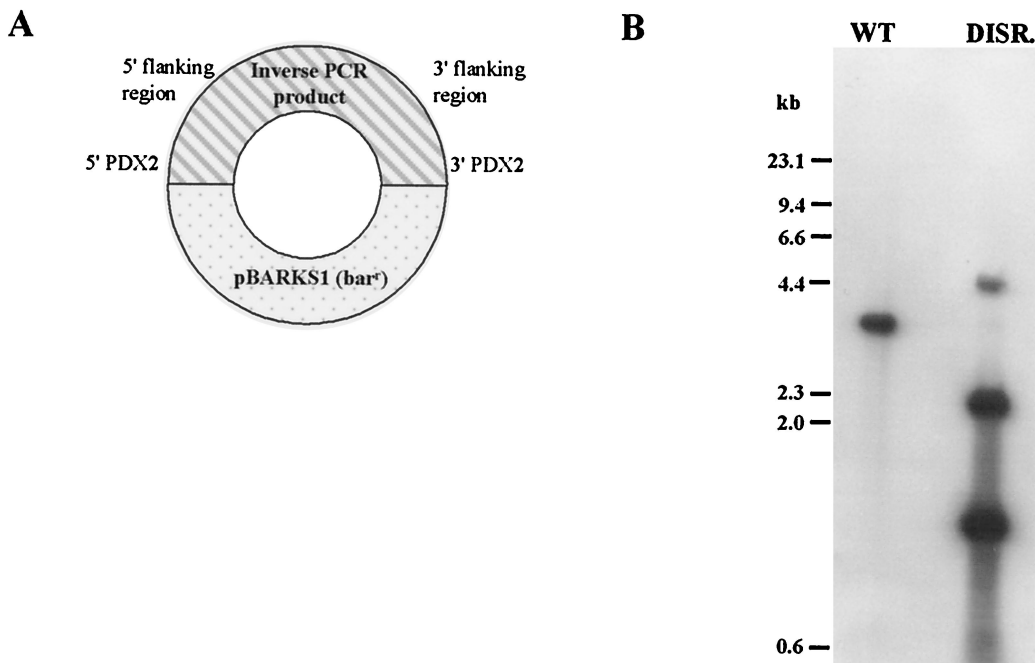 A
5' flanking
region
Inverse PCR
product
3' flanking
region
5' PDX2
3' PDX2
pBARKS1 (barʳ)
B
WT DISR.
kb
23.1
9.4
6.6
4.4
2.3
2.0
0.6